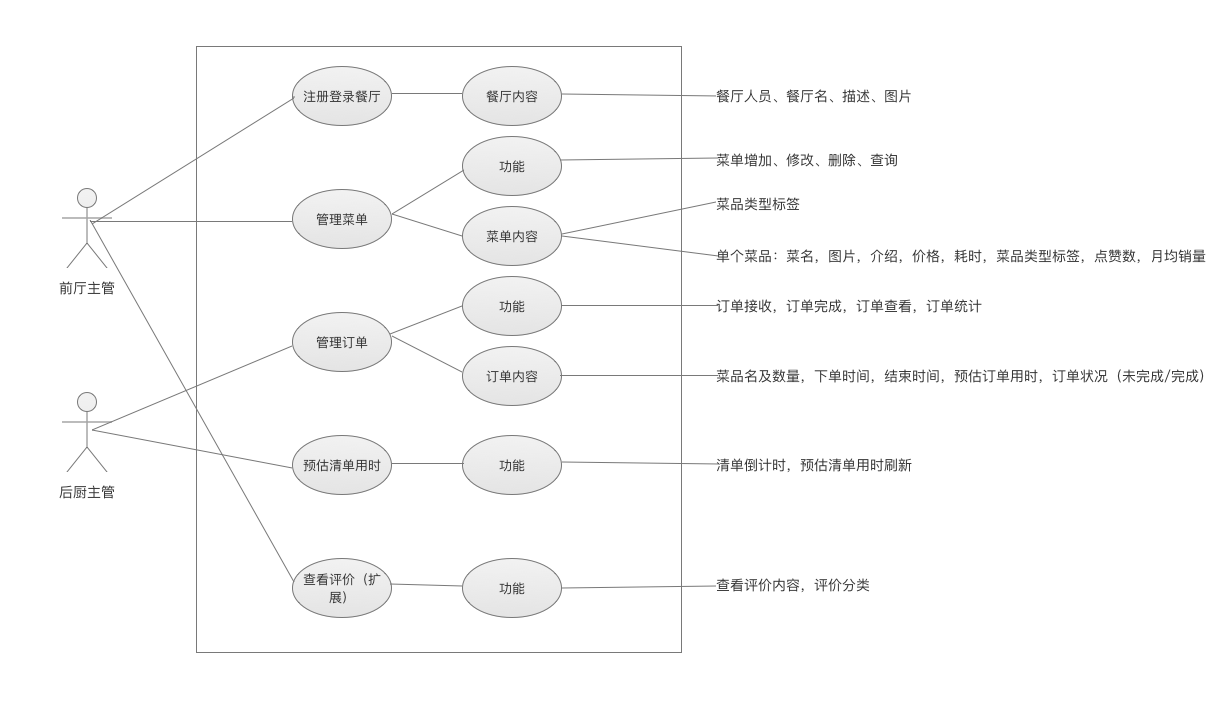 注册登录餐厅
餐厅内容
餐厅人员、餐厅名、描述、图片
功能
菜单增加、修改、删除、查询
管理菜单
菜单内容
菜品类型标签
单个菜品：菜名，图片，介绍，价格，耗时，菜品类型标签，点赞数，月均销量
前厅主管
功能
订单接收，订单完成，订单查看，订单统计
管理订单
订单内容
菜品名及数量，下单时间，结束时间，预估订单用时，订单状况（未完成/完成）
预估清单用时
功能
清单倒计时，预估清单用时刷新
后厨主管
查看评价（扩
展）
功能
查看评价内容，评价分类